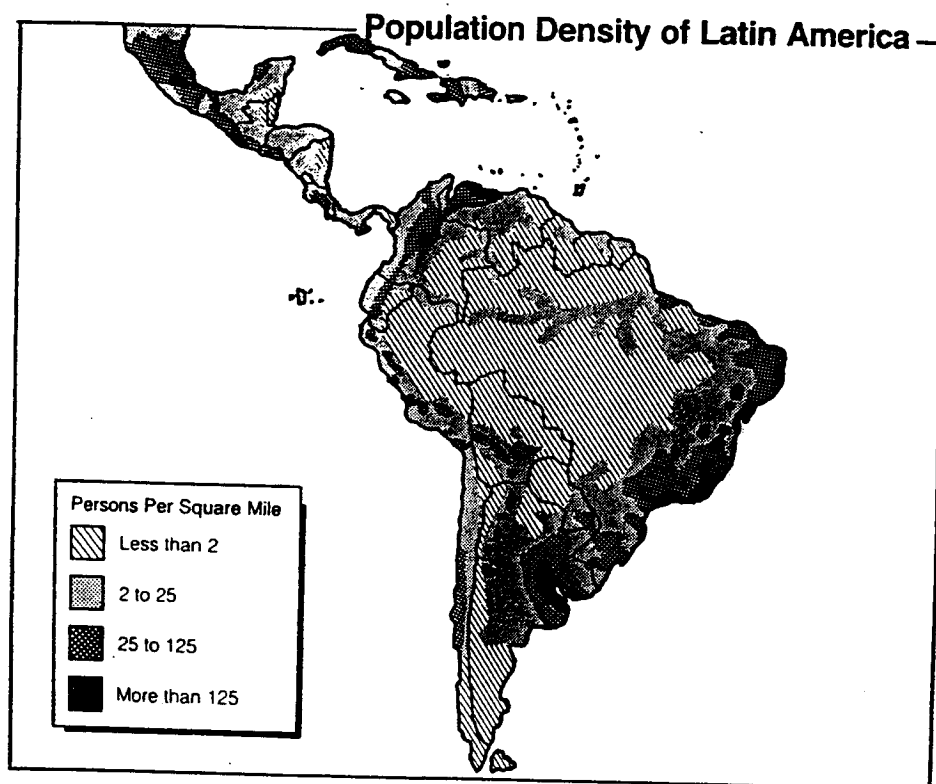 Population Density of Latin America
Persons Per Square Mile
Less than 2
2 to 25
25 to 125
More than 125